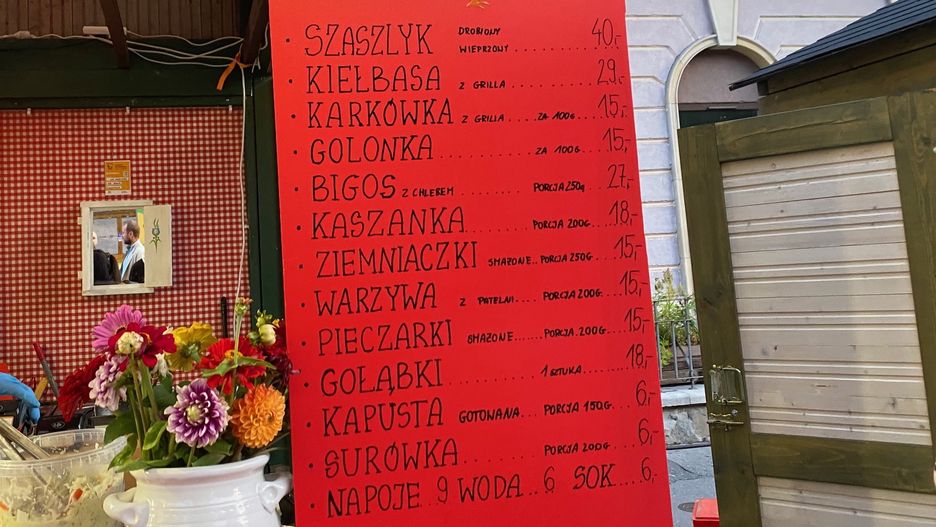 • SZASZLYK DROBIOWY
WIEPRZOWY .......... 40,-
• KIEŁBASA Z GRILLA .......... 29,-
• KARKÓWKA Z GRILLA .... ZA 100G. 15,-
• GOLONKA .......... ZA 100G. 15,-
• BIGOS Z CHLEBEM ...... PORCJA 250g 27,-
• KASZANKA ........ PORCJA 200G. 18,-
• ZIEMNIACZKI SMAŻONE.. PORCJA 250G. 15,-
• WARZYWA Z PATELNI ... PORCJA 200G. 15,-
• PIECZARKI SMAŻONE....... PORCJA 200G. 15,-
• GOŁĄBKI .......... 1 SZTUKA ..... 18,-
• KAPUSTA GOTOWANA... PORCJA 150G. 6,-
• SURÓWKA .......... PORCJA 200G 6,-
• NAPOJE 9 WODA .. 6 SOK .... 6.-